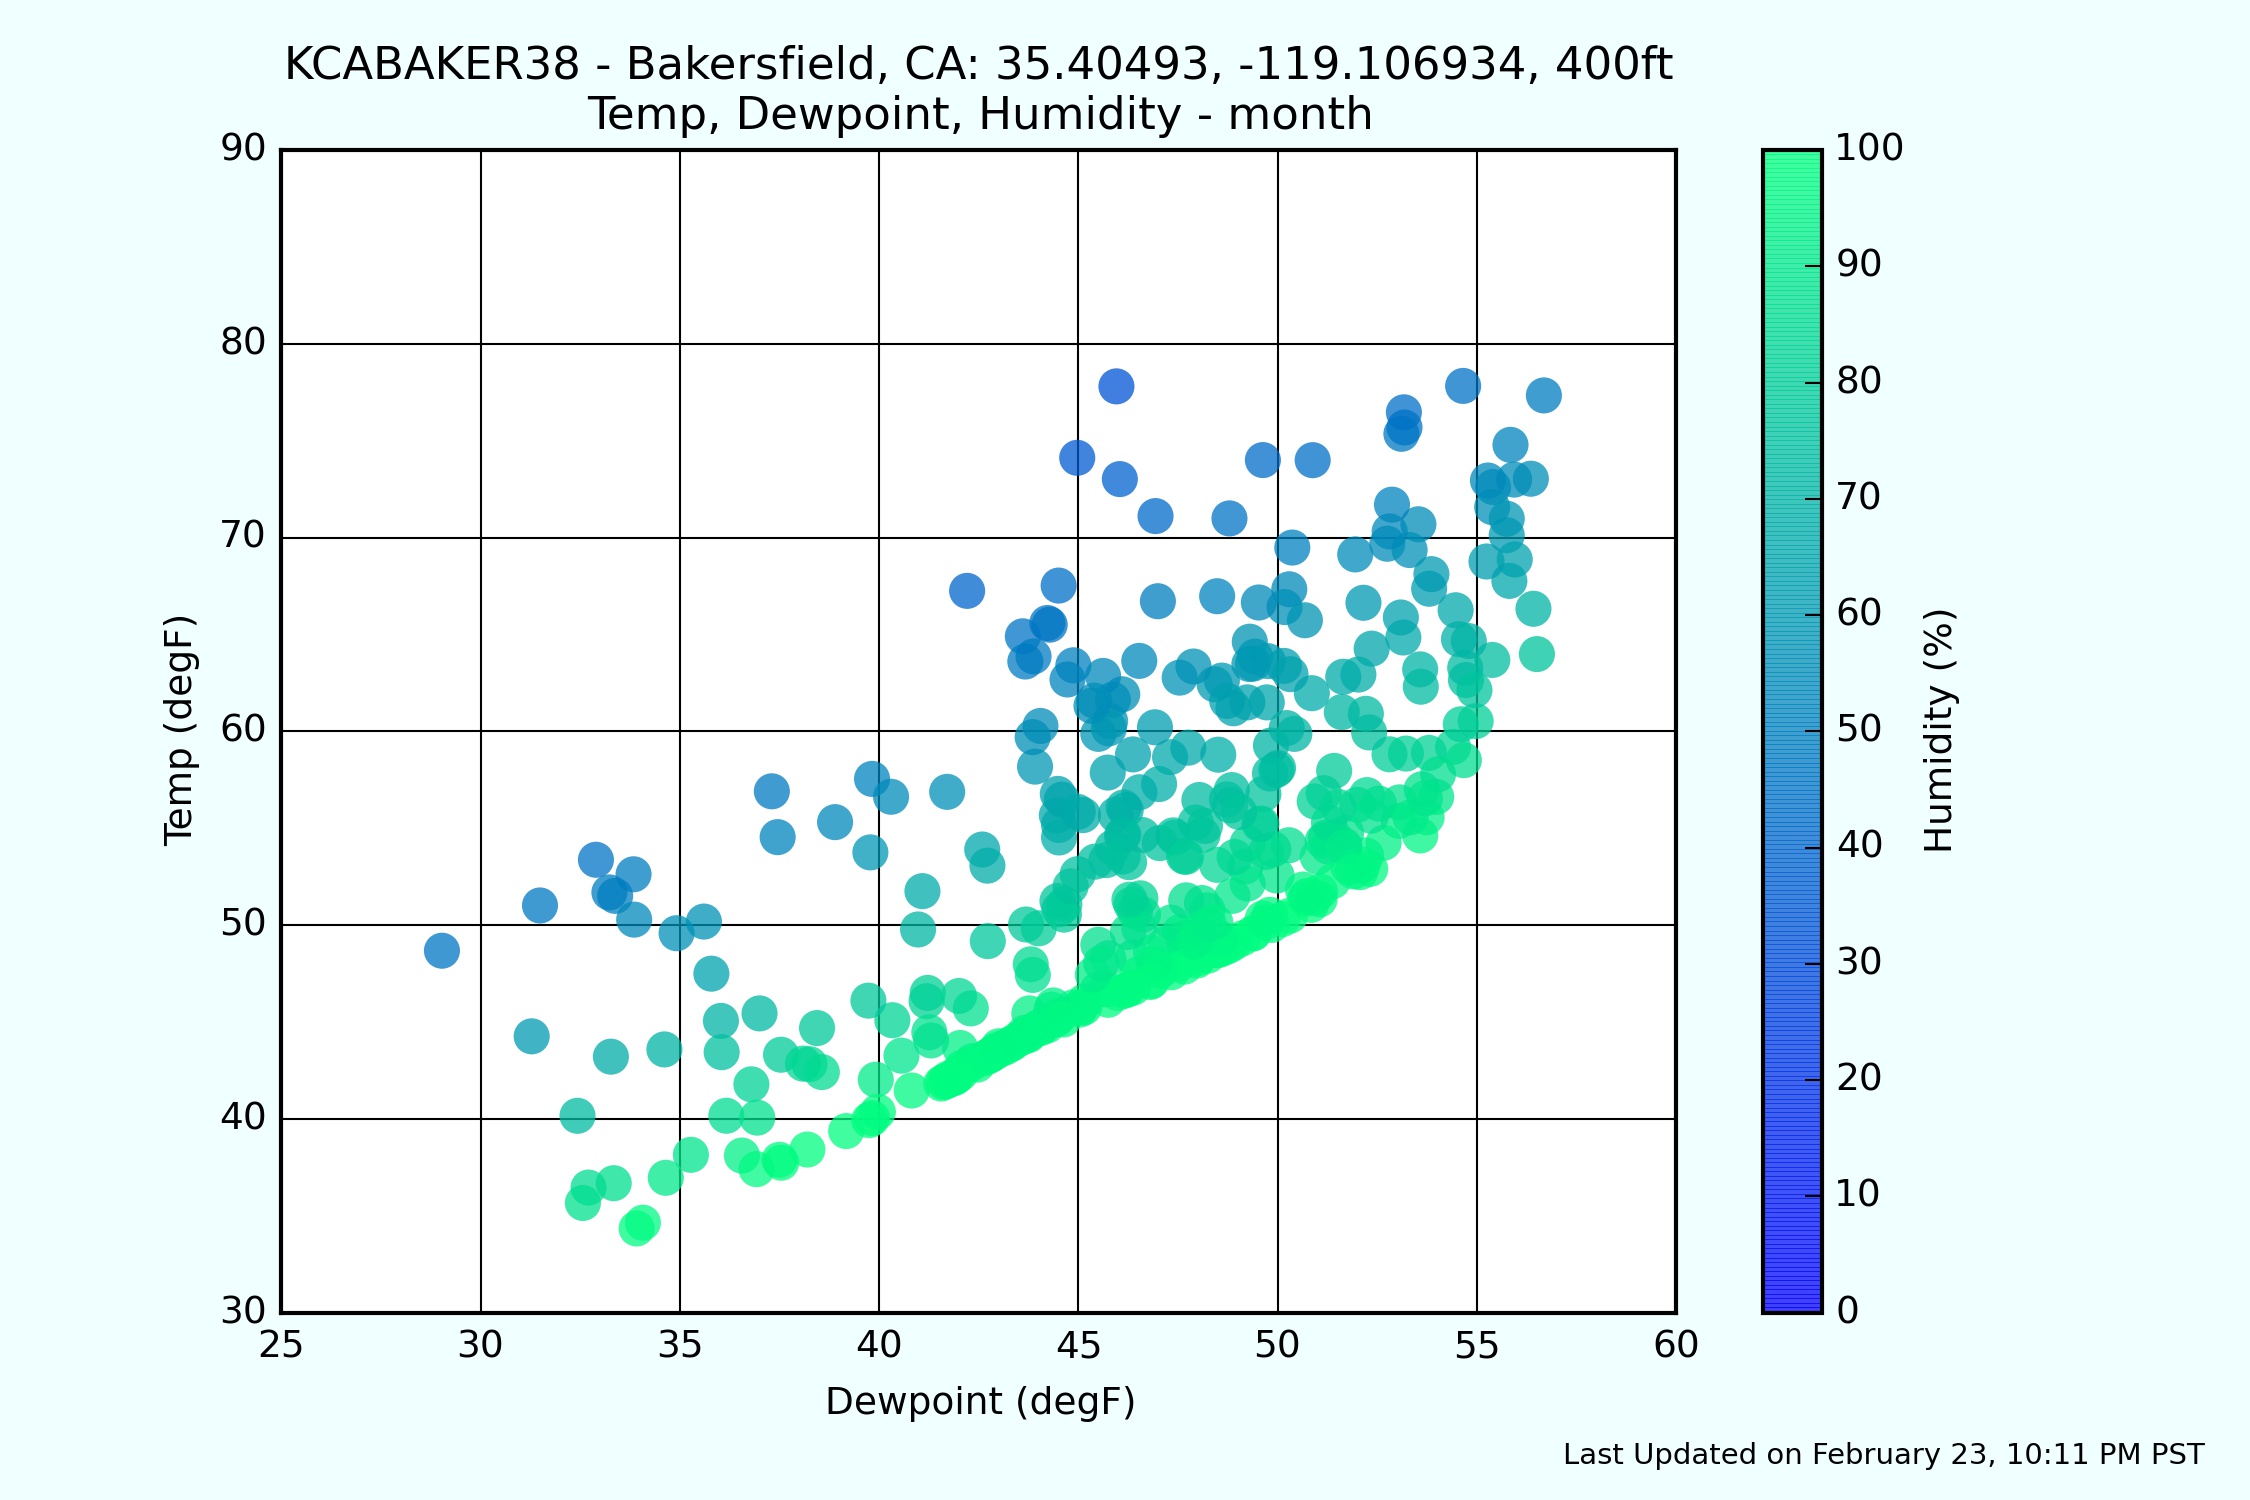 KCABAKER38 - Bakersfield, CA: 35.40493, -119.106934, 400ft
Temp, Dewpoint, Humidity - month
90
80
70
60
50
40
30
Temp (degF)
25 30 35 40 45 50 55 60
Dewpoint (degF)
100
90
80
70
60
50
40
30
20
10
0
Humidity (%)
Last Updated on February 23, 10:11 PM PST